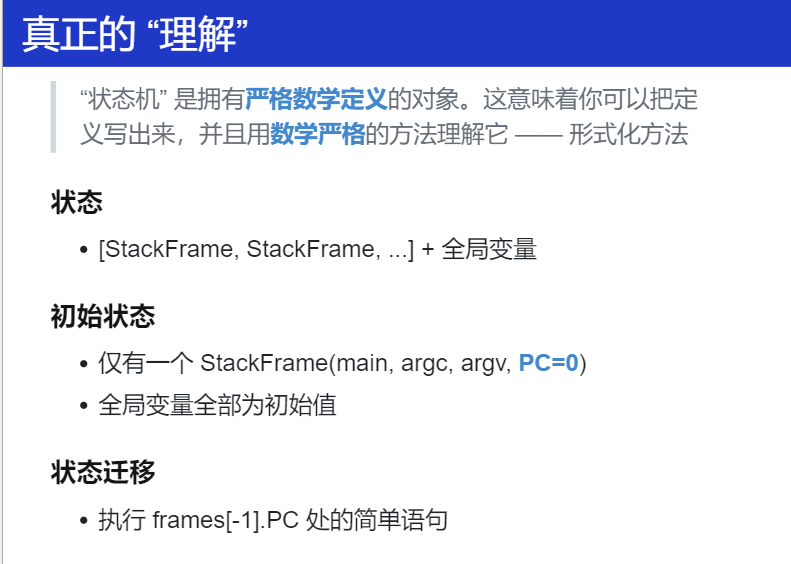 真正的 “理解”
“状态机” 是拥有严格数学定义的对象。这意味着你可以把定
义写出来，并且用数学严格的方法理解它 —— 形式化方法
状态
• [StackFrame, StackFrame, ...] + 全局变量
初始状态
• 仅有一个 StackFrame(main, argc, argv, PC=0)
• 全局变量全部为初始值
状态迁移
• 执行 frames[-1].PC 处的简单语句